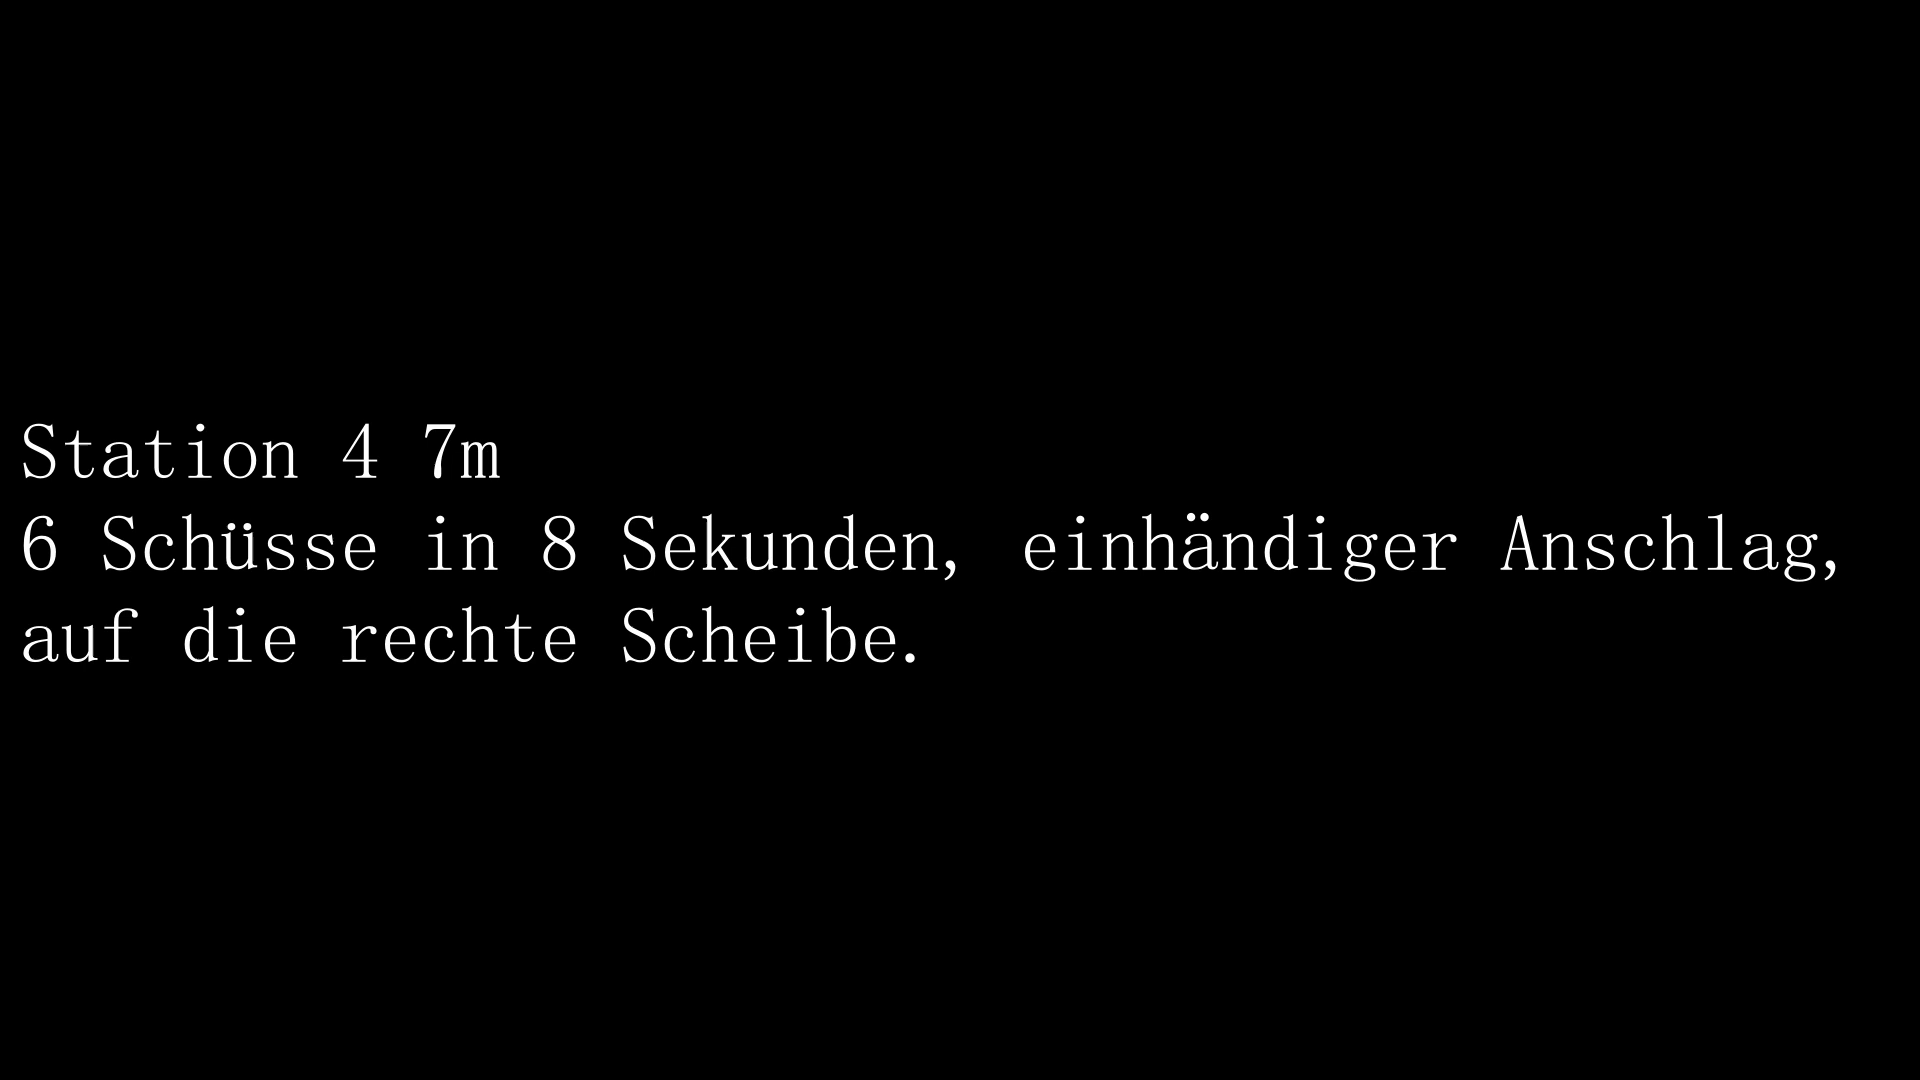 Station 4 7m
6 Schüsse in 8 Sekunden, einhändiger Anschlag,
auf die rechte Scheibe.